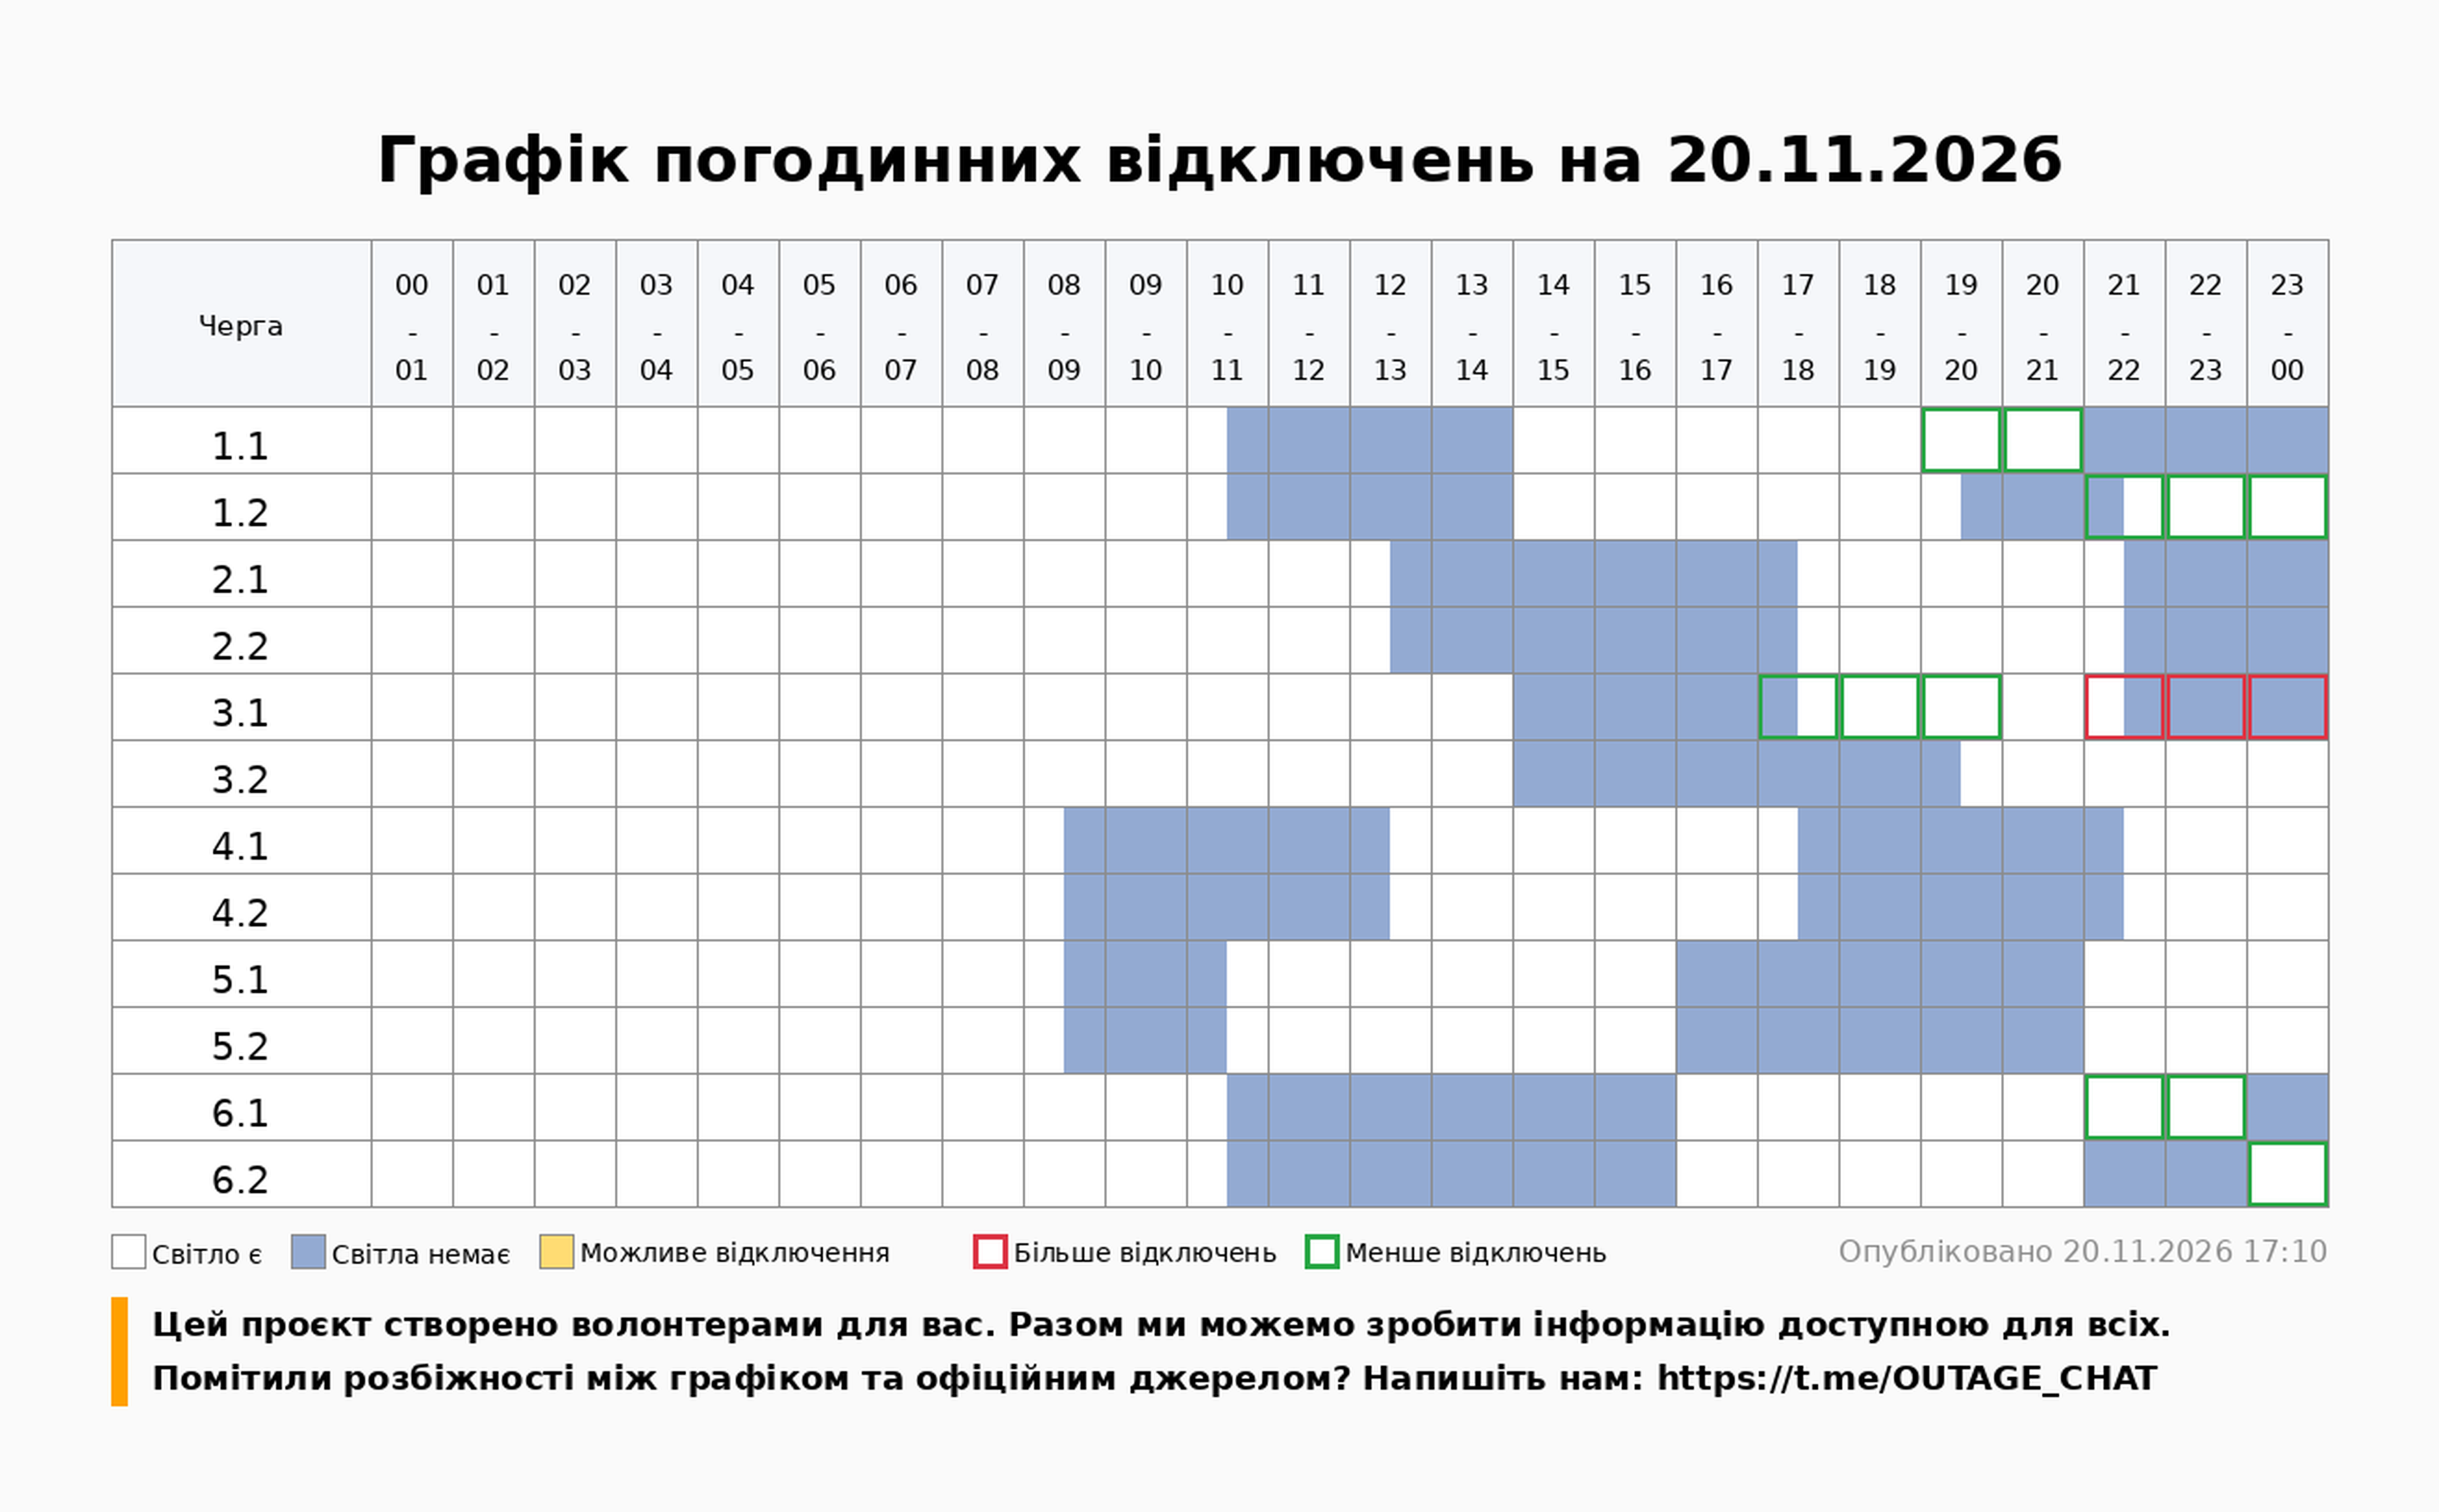 Графік погодинних відключень на 20.11.2026
Черга 00 - 01 01 - 02 02 - 03 03 - 04 04 - 05 05 - 06 06 - 07 07 - 08 08 - 09 09 - 10 10 - 11 11 - 12 12 - 13 13 - 14 14 - 15 15 - 16 16 - 17 17 - 18 18 - 19 19 - 20 20 - 21 21 - 22 22 - 23 23 - 00
1.1
1.2
2.1
2.2
3.1
3.2
4.1
4.2
5.1
5.2
6.1
6.2
Світло є Світла немає Можливе відключення Більше відключень Менше відключень Опубліковано 20.11.2026 17:10
Цей проєкт створено волонтерами для вас. Разом ми можемо зробити інформацію доступною для всіх.
Помітили розбіжності між графіком та офіційним джерелом? Напишіть нам: https://t.me/OUTAGE_CHAT